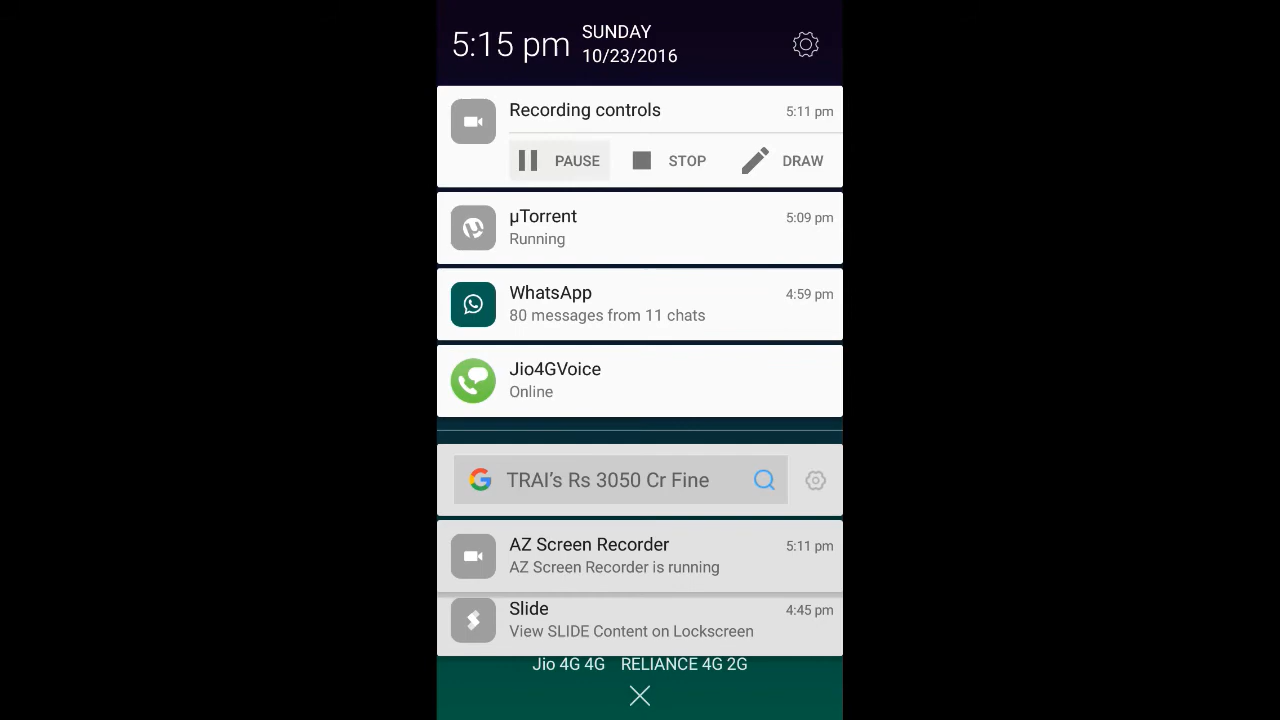 5:15 pm
SUNDAY
10/23/2016
Recording controls 5:11 pm
PAUSE STOP DRAW
µTorrent 5:09 pm
Running
WhatsApp 4:59 pm
80 messages from 11 chats
Jio4GVoice
Online
TRAI’s Rs 3050 Cr Fine
AZ Screen Recorder 5:11 pm
AZ Screen Recorder is running
Slide 4:45 pm
View SLIDE Content on Lockscreen
Jio 4G 4G RELIANCE 4G 2G